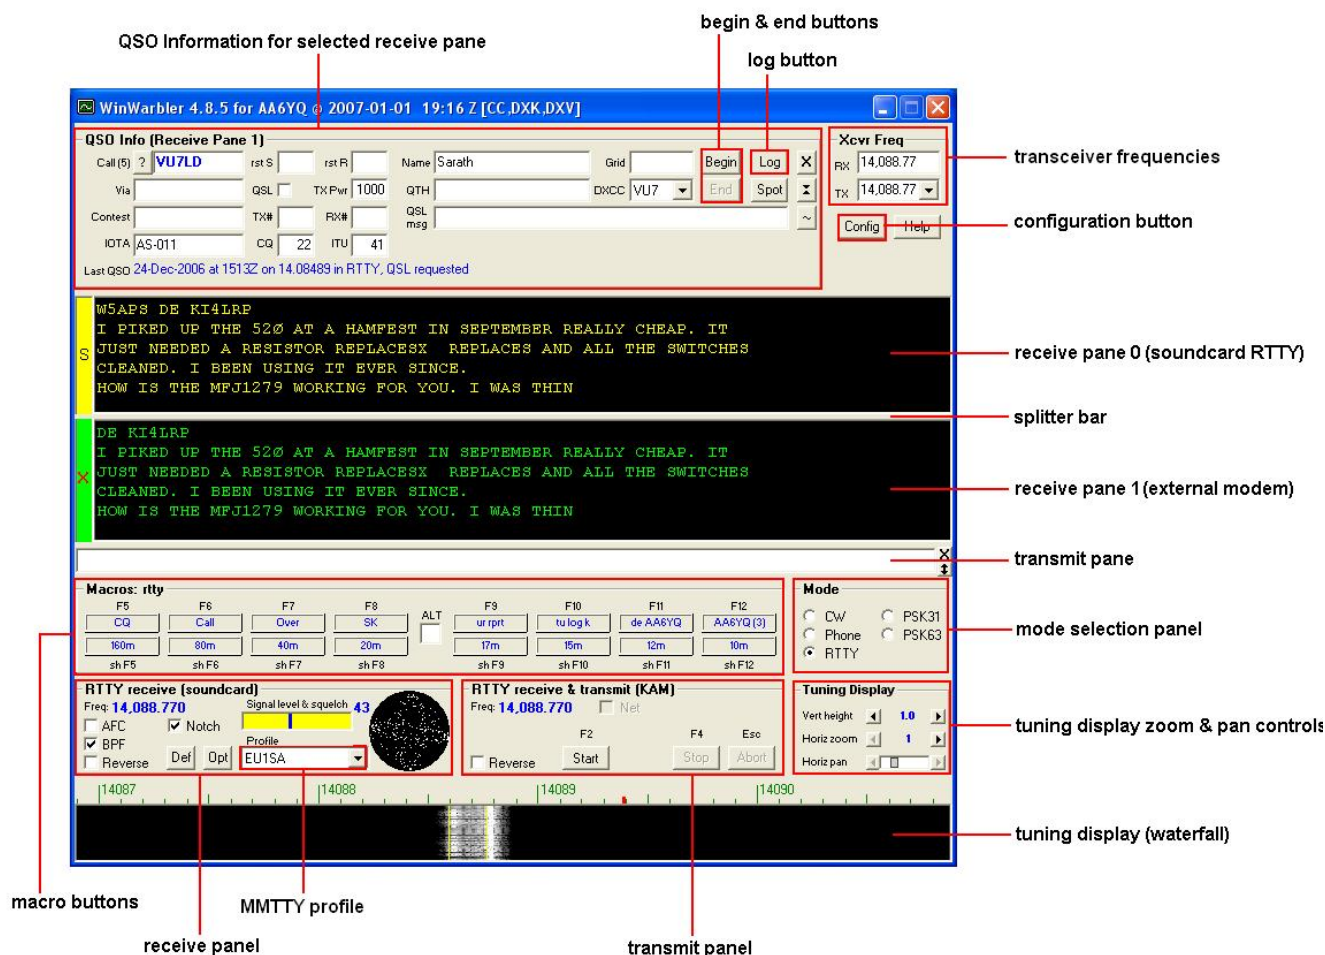 begin & end buttons
QSO Information for selected receive pane
log button
WinWarbler 4.8.5 for AA6YQ @ 2007-01-01 19:16 Z [CC,DXK,DXV]
QSO Info (Receive Pane 1)
Call (5) ? VU7LD rst S rst R Name Sarath Grid Begin Log X
Via QSL TX Pwr 1000 QTH DXCC VU7 End Spot
Contest TX# RX# QSL msg ~
IOTA AS-011 CQ 22 ITU 41
Last QSO 24-Dec-2006 at 1513Z on 14.08489 in RTTY, QSL requested
Xcvr Freq
RX 14,088.77
TX 14,088.77
Config Help
transceiver frequencies
configuration button
S
W5APS DE KI4LRP
I PIKED UP THE 52Ø AT A HAMFEST IN SEPTEMBER REALLY CHEAP. IT
JUST NEEDED A RESISTOR REPLACESX REPLACES AND ALL THE SWITCHES
CLEANED. I BEEN USING IT EVER SINCE.
HOW IS THE MFJ1279 WORKING FOR YOU. I WAS THIN
receive pane 0 (soundcard RTTY)
splitter bar
X
DE KI4LRP
I PIKED UP THE 52Ø AT A HAMFEST IN SEPTEMBER REALLY CHEAP. IT
JUST NEEDED A RESISTOR REPLACESX REPLACES AND ALL THE SWITCHES
CLEANED. I BEEN USING IT EVER SINCE.
HOW IS THE MFJ1279 WORKING FOR YOU. I WAS THIN
receive pane 1 (external modem)
X
transmit pane
Macros: rtty
F5 F6 F7 F8 F9 F10 F11 F12
CQ Call Over SK ALT ur rprt tu log k de AA6YQ AA6YQ (3)
160m 80m 40m 20m 17m 15m 12m 10m
sh F5 sh F6 sh F7 sh F8 sh F9 sh F10 sh F11 sh F12
Mode
CW PSK31
Phone PSK63
RTTY
mode selection panel
RTTY receive (soundcard)
Freq: 14,088.770 Signal level & squelch 43
AFC Notch
BPF Profile
Reverse Def Opt EU1SA
RTTY receive & transmit (KAM)
Freq: 14,088.770 Net
F2 F4 Esc
Reverse Start Stop Abort
Tuning Display
Vert height 1.0
Horiz zoom 1
Horiz pan
tuning display zoom & pan controls
14087 14088 14089 14090
tuning display (waterfall)
macro buttons
MMTTY profile
receive panel
transmit panel